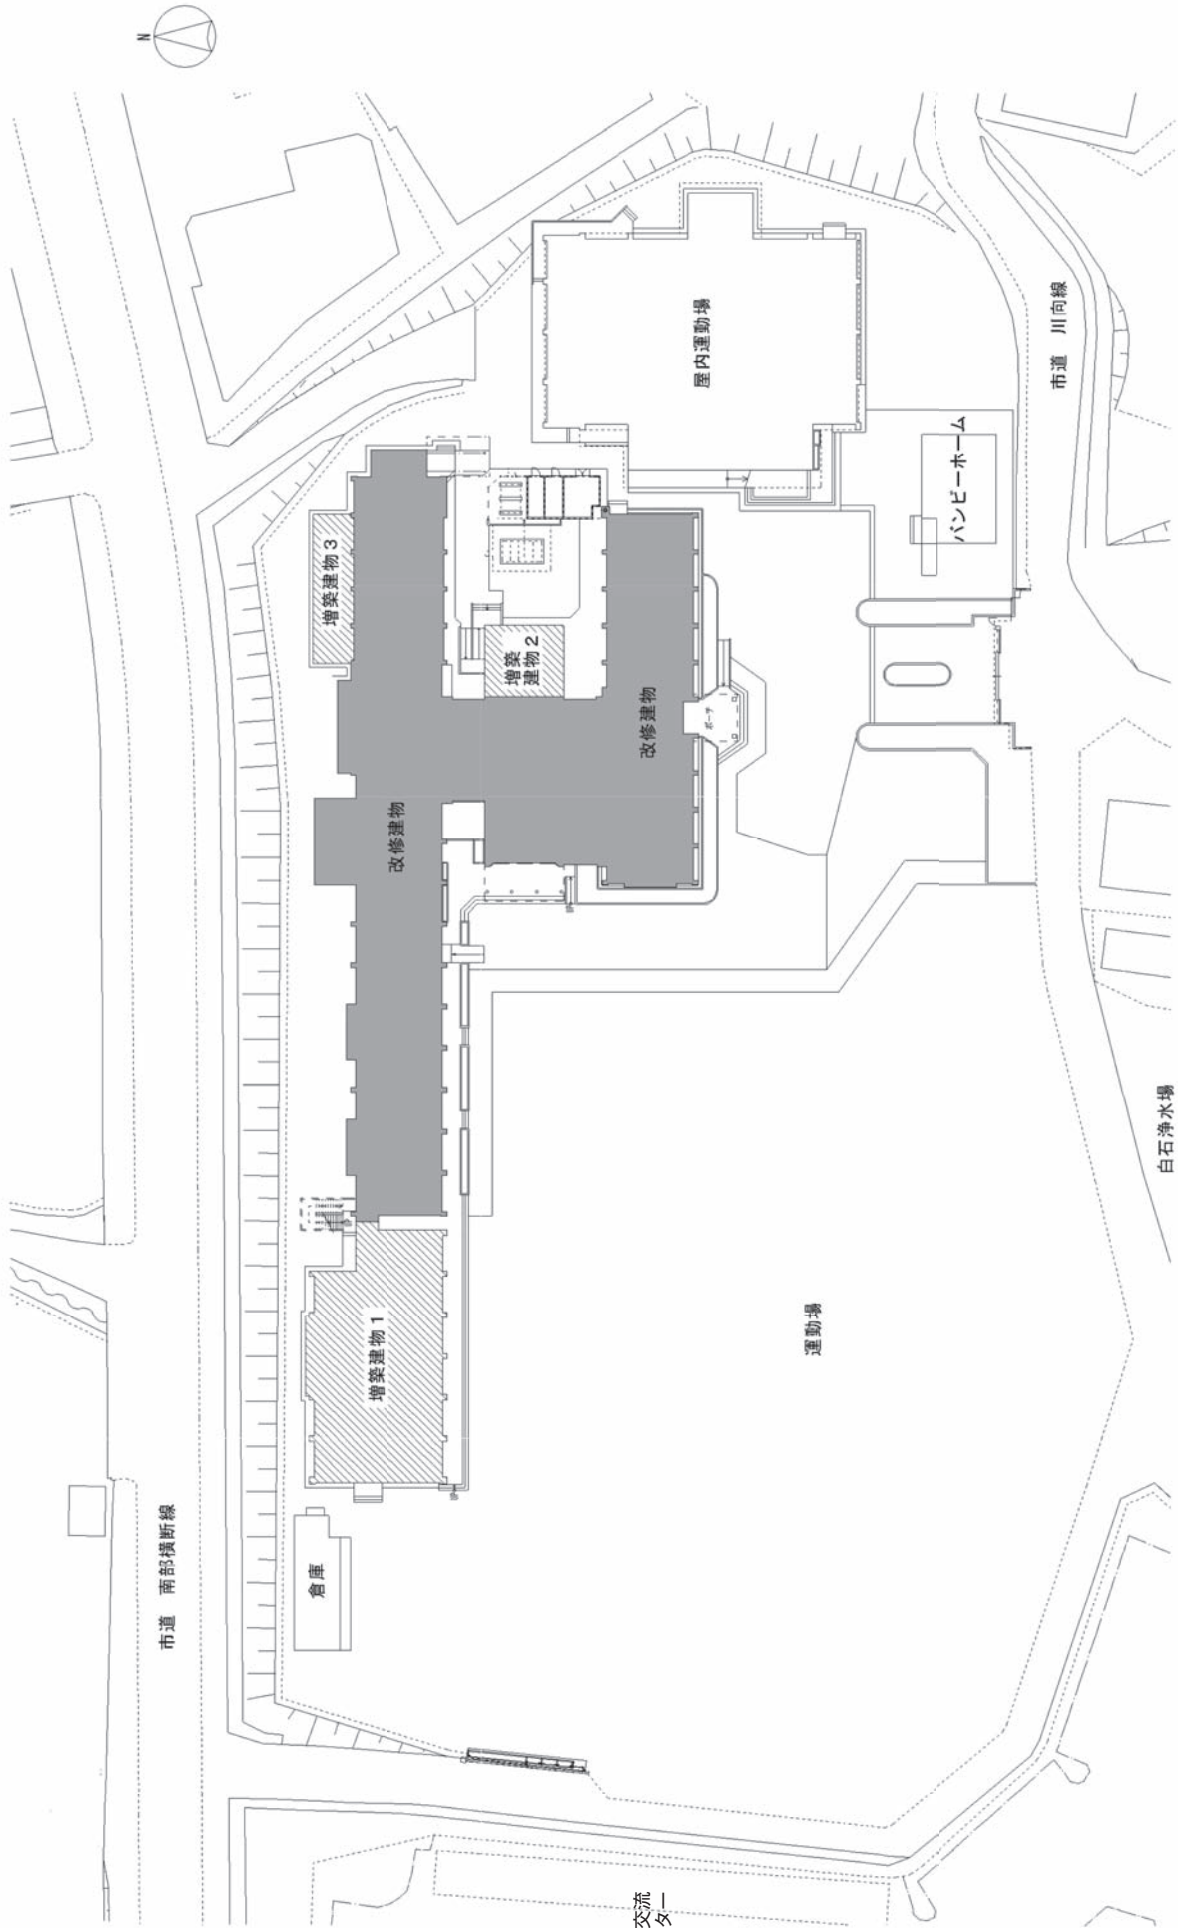 N
市道　南部横断線
倉庫
増築建物1
改修建物
増築建物3
増築
建物2
改修建物
ポーチ
屋内運動場
バンビーホーム
市道　川向線
運動場
白石浄水場
交流
ター